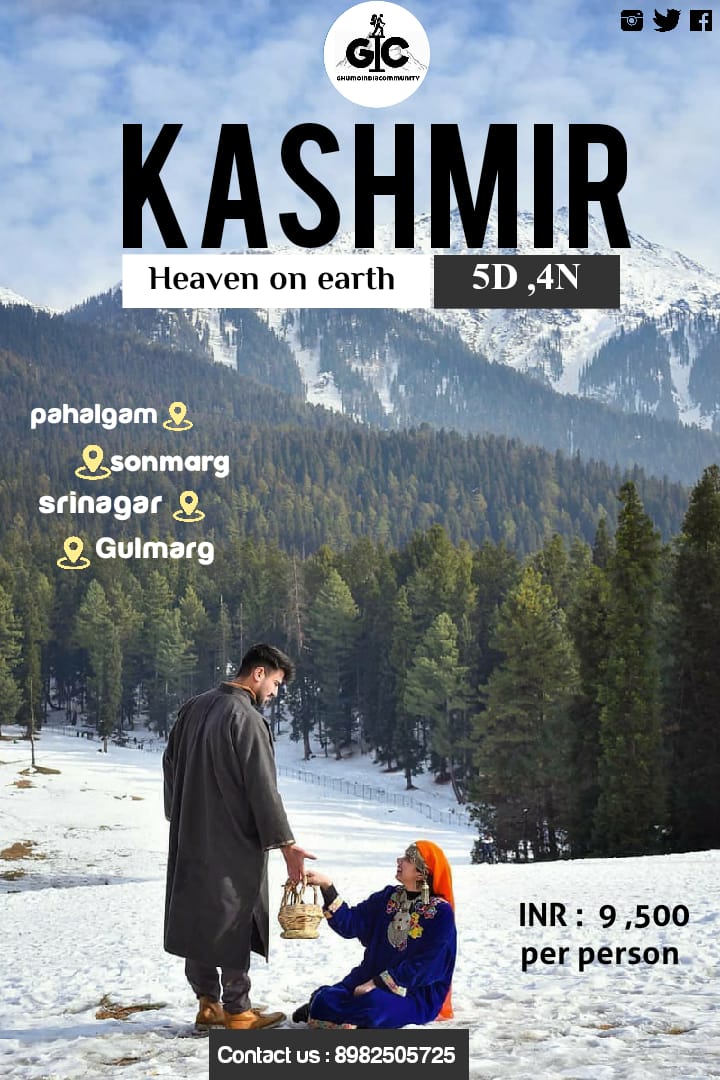 GIC
GHUMOINDIACOMMUNITY
KASHMIR
Heaven on earth
5D ,4N
pahalgam
sonmarg
srinagar
Gulmarg
INR : 9 ,500
per person
Contact us : 8982505725